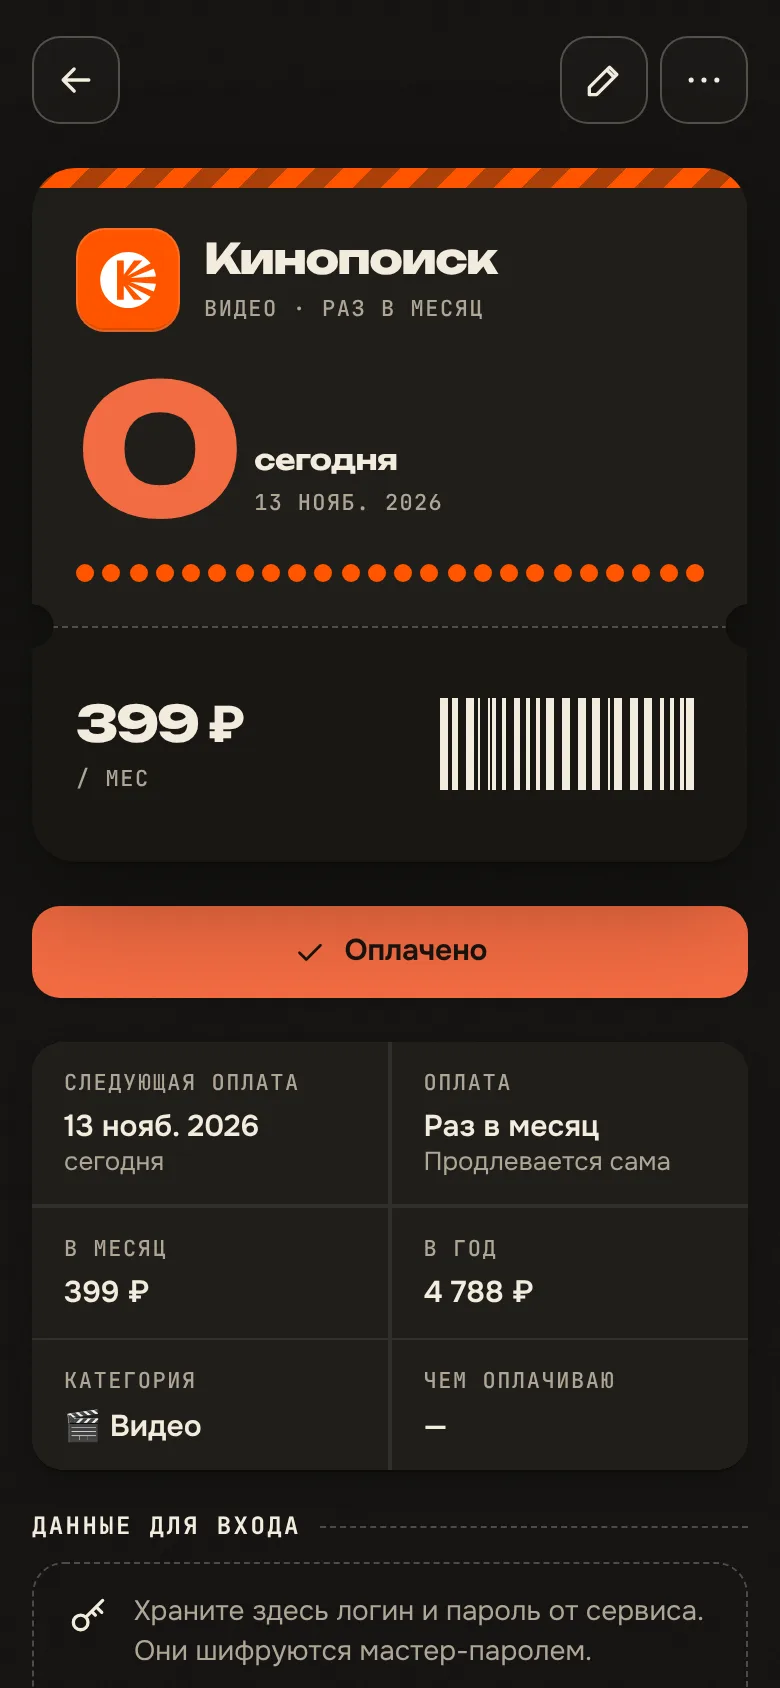 Кинопоиск
ВИДЕО · РАЗ В МЕСЯЦ
0
сегодня
13 НОЯБ. 2026
399 ₽
/ МЕС
Оплачено
СЛЕДУЮЩАЯ ОПЛАТА
13 нояб. 2026
сегодня
ОПЛАТА
Раз в месяц
Продлевается сама
В МЕСЯЦ
399 ₽
В ГОД
4 788 ₽
КАТЕГОРИЯ
🎬 Видео
ЧЕМ ОПЛАЧИВАЮ
—
ДАННЫЕ ДЛЯ ВХОДА
Храните здесь логин и пароль от сервиса.
Они шифруются мастер-паролем.